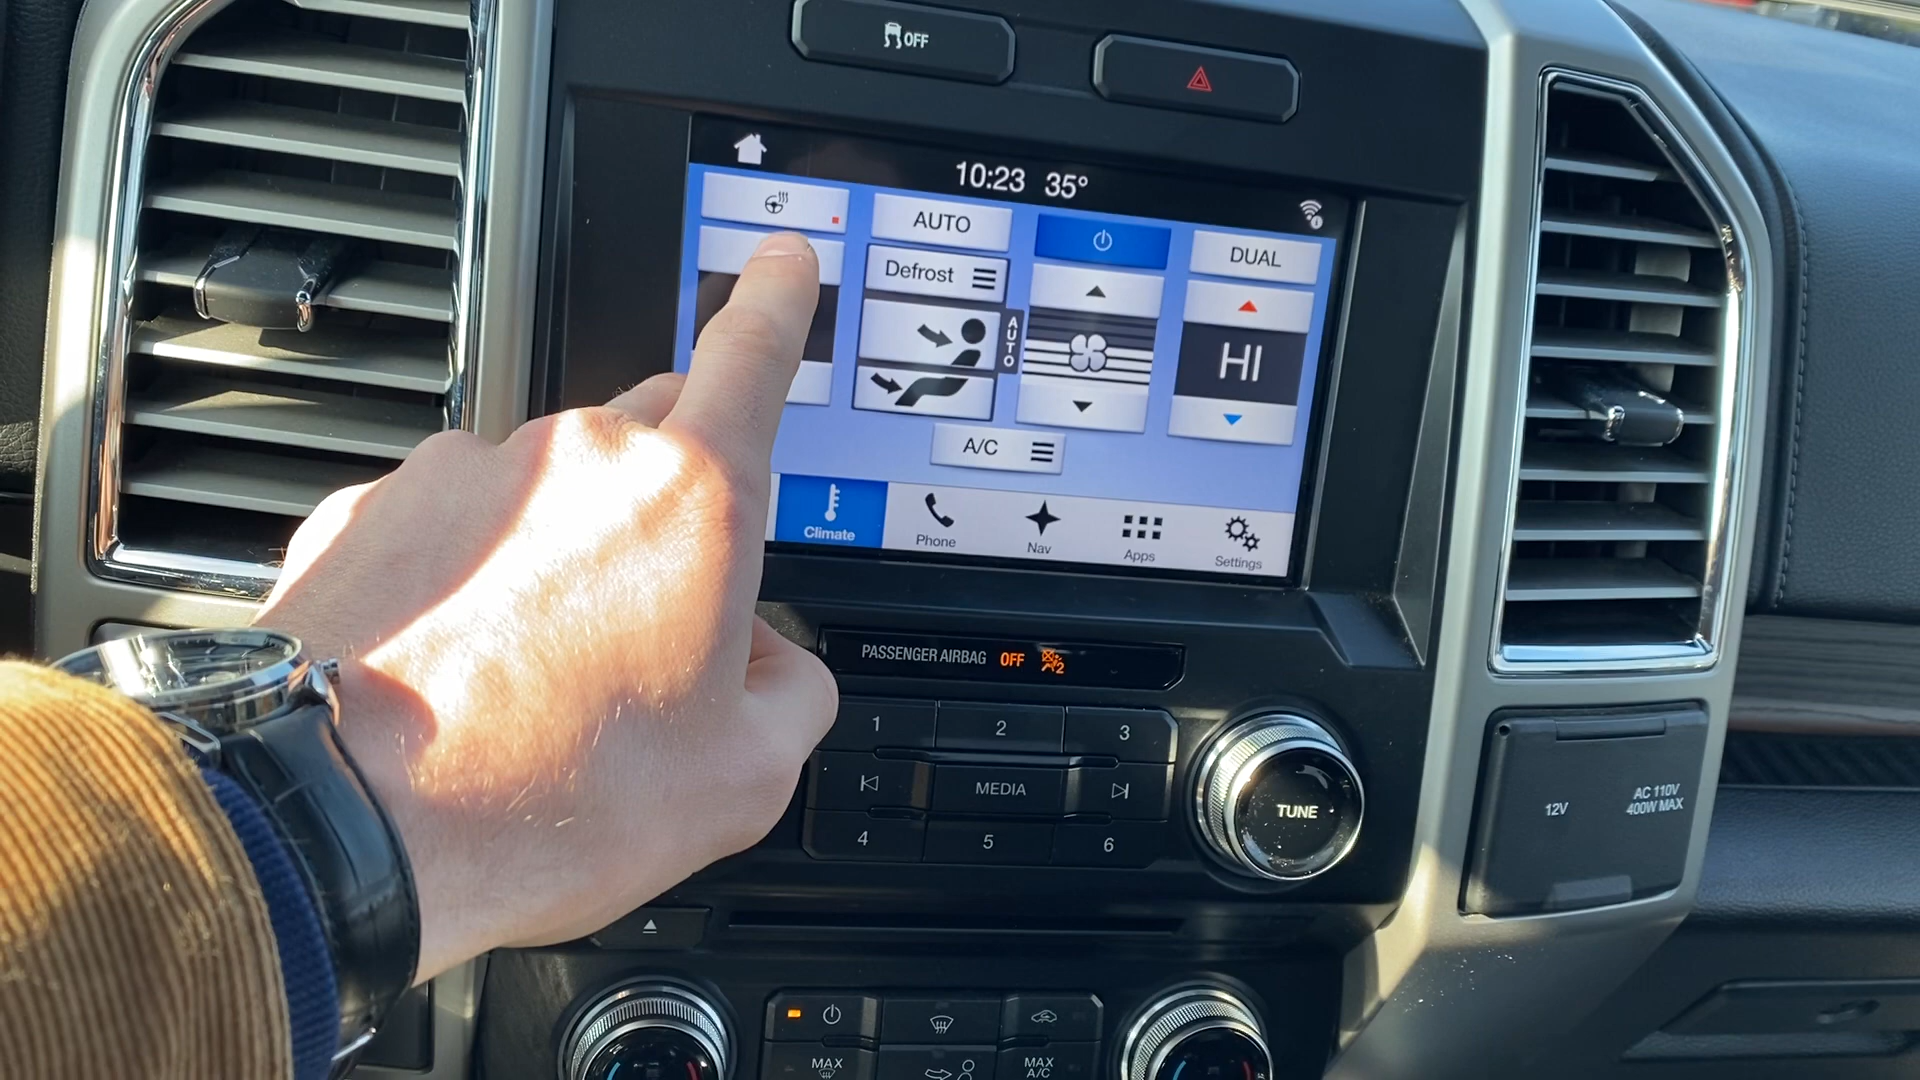 OFF
10:23 35°
AUTO
DUAL
Defrost
AUTO
HI
A/C
Climate
Phone
Nav
Apps
Settings
PASSENGER AIRBAG OFF 2
1 2 3
MEDIA
4 5 6
TUNE
12V
AC 110V
400W MAX
MAX
MAX
A/C